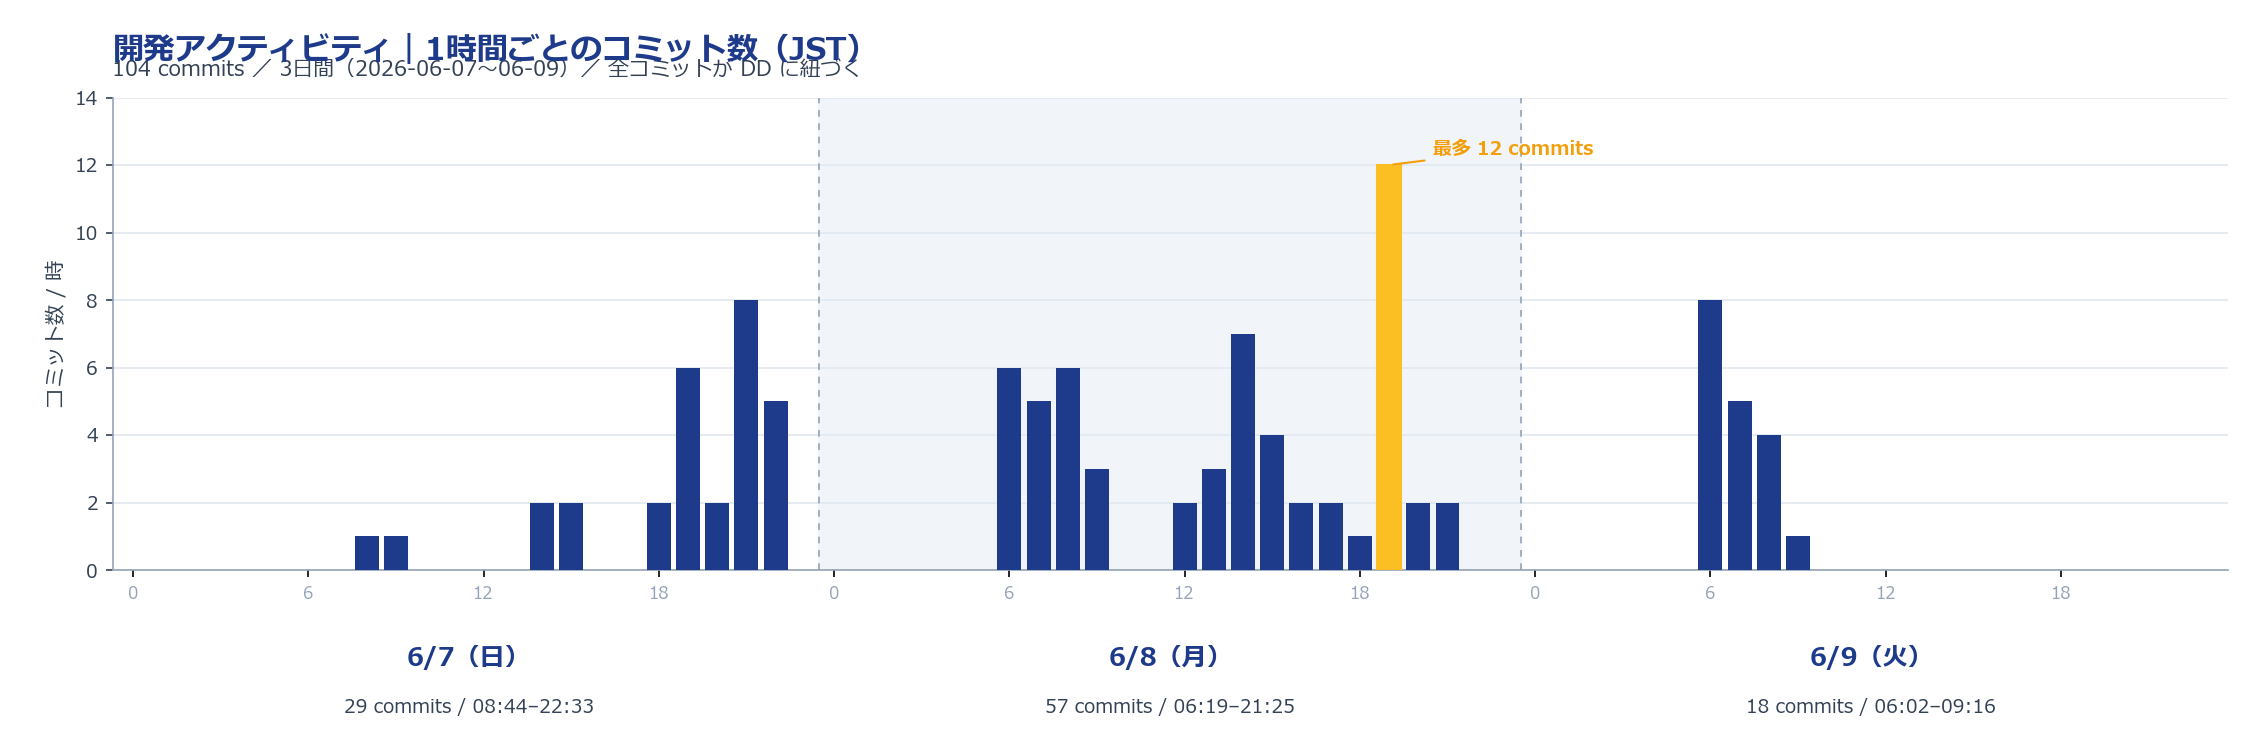 開発アクティビティ｜1時間ごとのコミット数（JST）
104 commits ／ 3日間（2026-06-07〜06-09）／ 全コミットが DD に紐づく
コミット数 / 時
14
12
10
8
6
4
2
0
最多 12 commits
0 6 12 18 0 6 12 18 0 6 12 18
6/7（日） 6/8（月） 6/9（火）
29 commits / 08:44–22:33 57 commits / 06:19–21:25 18 commits / 06:02–09:16